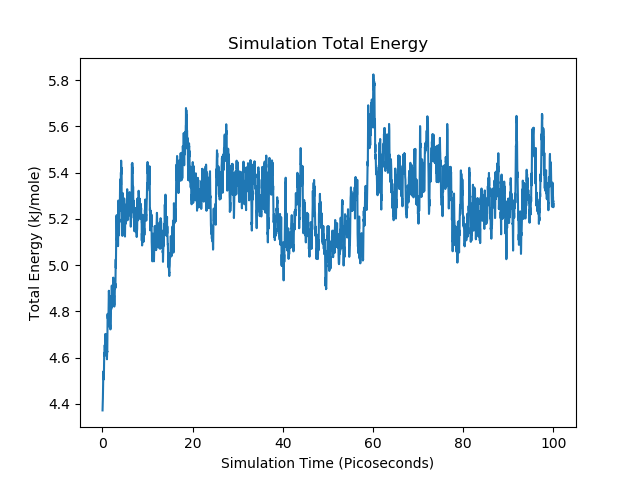 Simulation Total Energy
Total Energy (kJ/mole)
5.8
5.6
5.4
5.2
5.0
4.8
4.6
4.4
0 20 40 60 80 100
Simulation Time (Picoseconds)